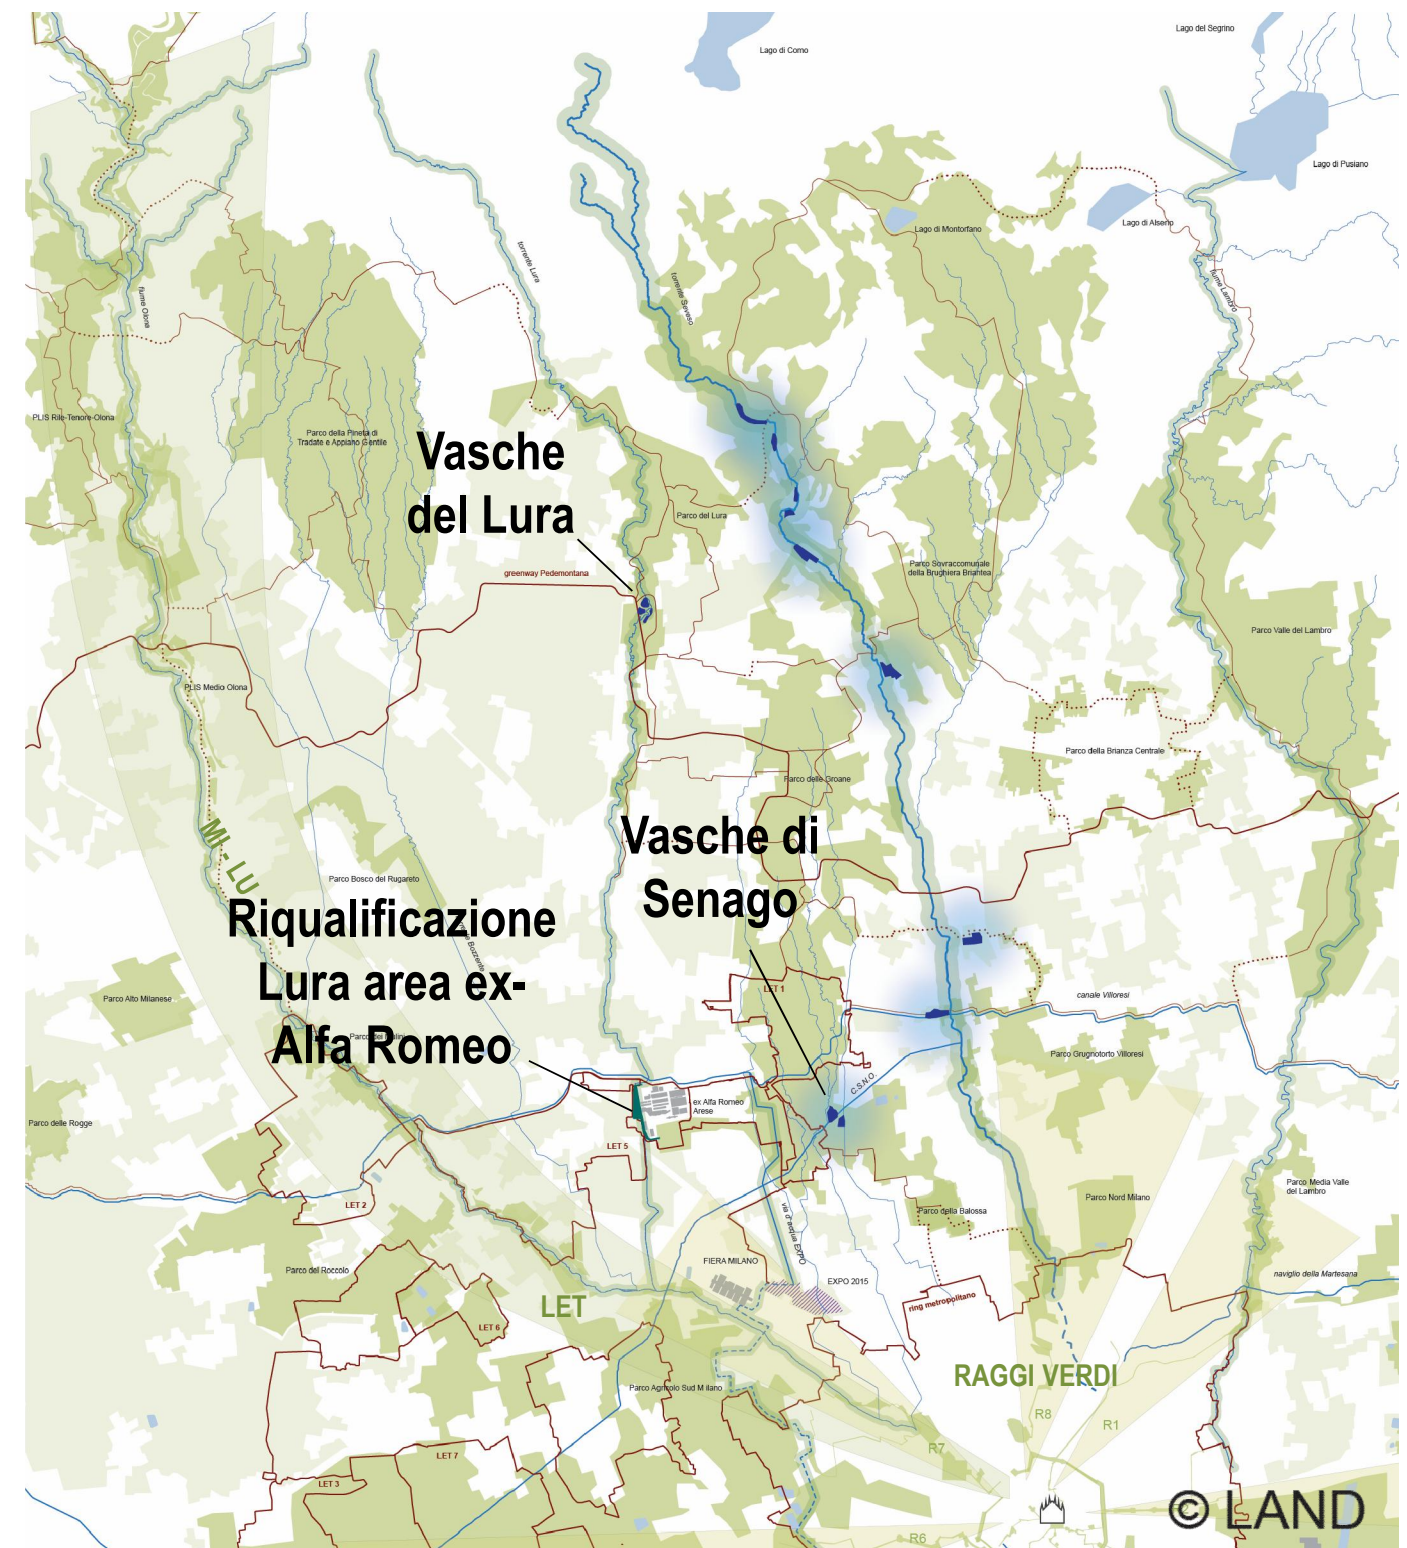 Lago di Como
Lago del Segrino
Lago di Pusiano
Lago di Alserio
Lago di Montorfano
torrente Lura
torrente Seveso
fiume Lambro
fiume Olona
PLIS Rile-Tenore-Olona
Parco della Pineta di
Tradate e Appiano Gentile
Vasche
del Lura
Parco del Lura
greenway Pedemontana
Parco Sovraccomunale
della Brughiera Briantea
Parco Valle del Lambro
PLIS Medio Olona
Parco della Brianza Centrale
Parco delle Groane
MI - LU
Vasche di
Senago
Parco Bosco del Rugareto
Riqualificazione
Lura area ex-
Alfa Romeo
Bozzente
Parco Alto Milanese
LET 1
canale Villoresi
Parco dei Mulini
Parco Grugnotorto Villoresi
C.S.N.O.
ex Alfa Romeo
Arese
Parco delle Rogge
LET 5
LET 2
Parco Media Valle
del Lambro
Parco Nord Milano
Parco della Balossa
via d'acqua EXPO
FIERA MILANO
EXPO 2015
Parco del Roccolo
naviglio della Martesana
ring metropolitano
LET
LET 6
RAGGI VERDI
Parco Agricolo Sud Milano
R8
R1
R7
LET 7
LET 3
R6
© LAND